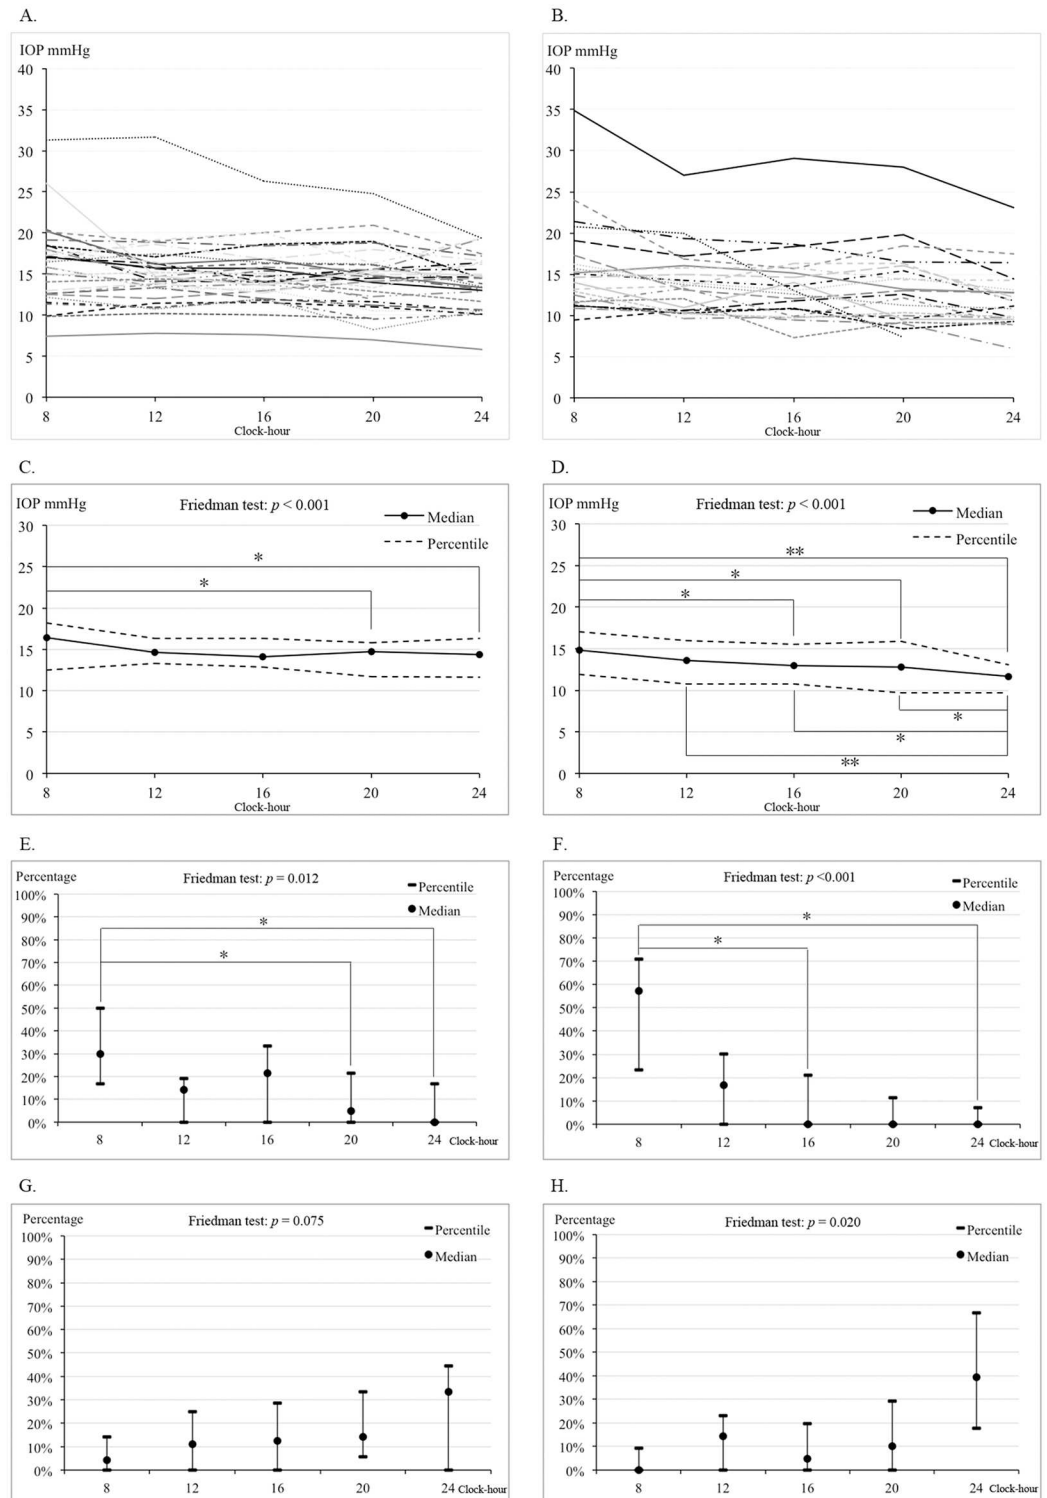 A.
IOP mmHg
40
35
30
25
20
15
10
5
0
8 12 16 20 24
Clock-hour
B.
IOP mmHg
40
35
30
25
20
15
10
5
0
8 12 16 20 24
Clock-hour
C.
IOP mmHg
Friedman test: p < 0.001
Median
Percentile
30
25
20
15
10
5
0
*
*
8 12 16 20 24
Clock-hour
D.
IOP mmHg
Friedman test: p < 0.001
Median
Percentile
30
25
20
15
10
5
0
**
*
*
*
*
**
8 12 16 20 24
Clock-hour
E.
Percentage
Friedman test: p = 0.012
Percentile
Median
100%
90%
80%
70%
60%
50%
40%
30%
20%
10%
0%
*
*
8 12 16 20 24 Clock-hour
F.
Percentage
Friedman test: p <0.001
Percentile
Median
100%
90%
80%
70%
60%
50%
40%
30%
20%
10%
0%
*
*
8 12 16 20 24 Clock-hour
G.
Percentage
Friedman test: p = 0.075
Percentile
Median
100%
90%
80%
70%
60%
50%
40%
30%
20%
10%
0%
8 12 16 20 24 Clock-hour
H.
Percentage
Friedman test: p = 0.020
Percentile
Median
100%
90%
80%
70%
60%
50%
40%
30%
20%
10%
0%
8 12 16 20 24 Clock-hour